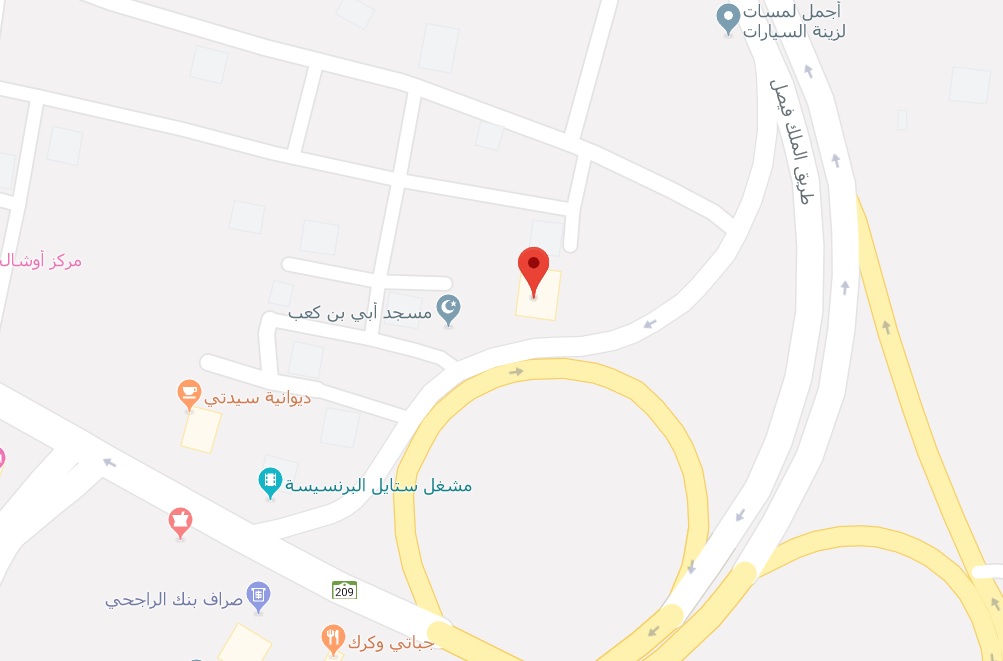 أجمل لمسات
لزينة السيارات
طريق الملك فيصل
مركز أوشال
مسجد أبي بن كعب
ديوانية سيدتي
مشغل ستايل البرنسيسة
209
صراف بنك الراجحي
جباتي وكرك